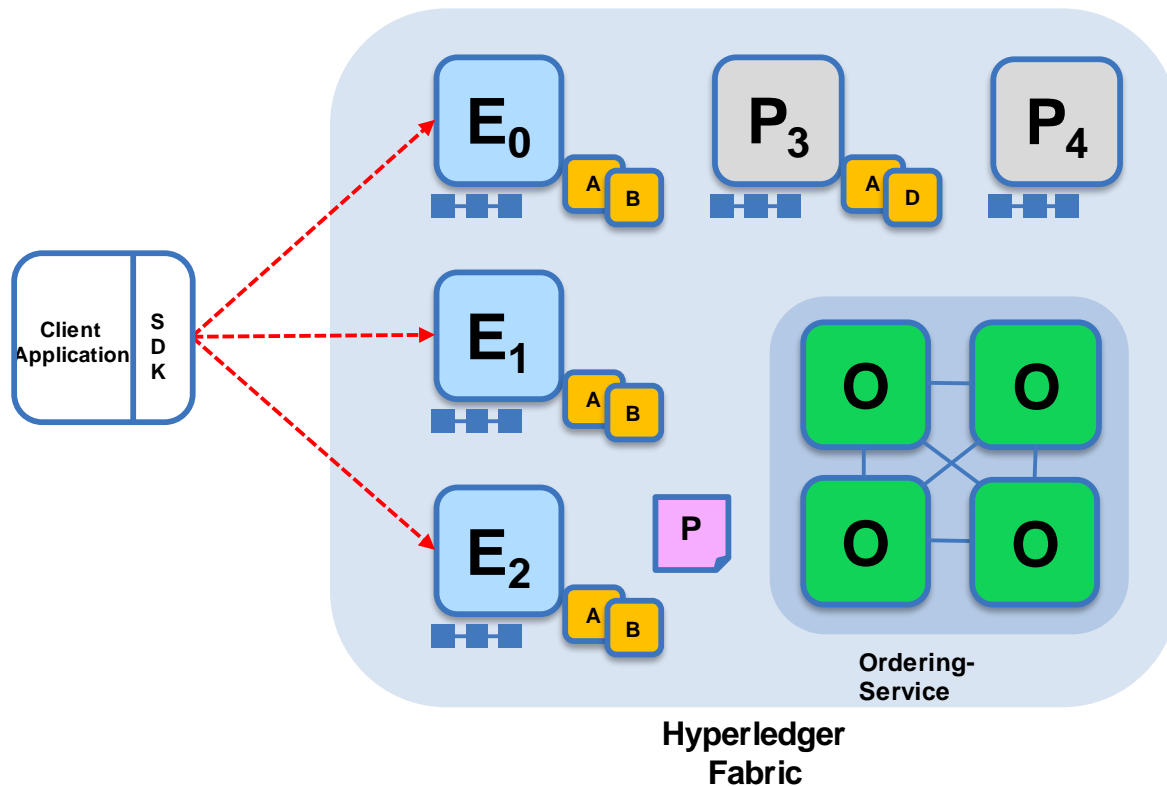 Client
Application
S
D
K
E0
A
B
P3
A
D
P4
E1
A
B
E2
A
B
P
O
O
O
O
Ordering-
Service
Hyperledger
Fabric